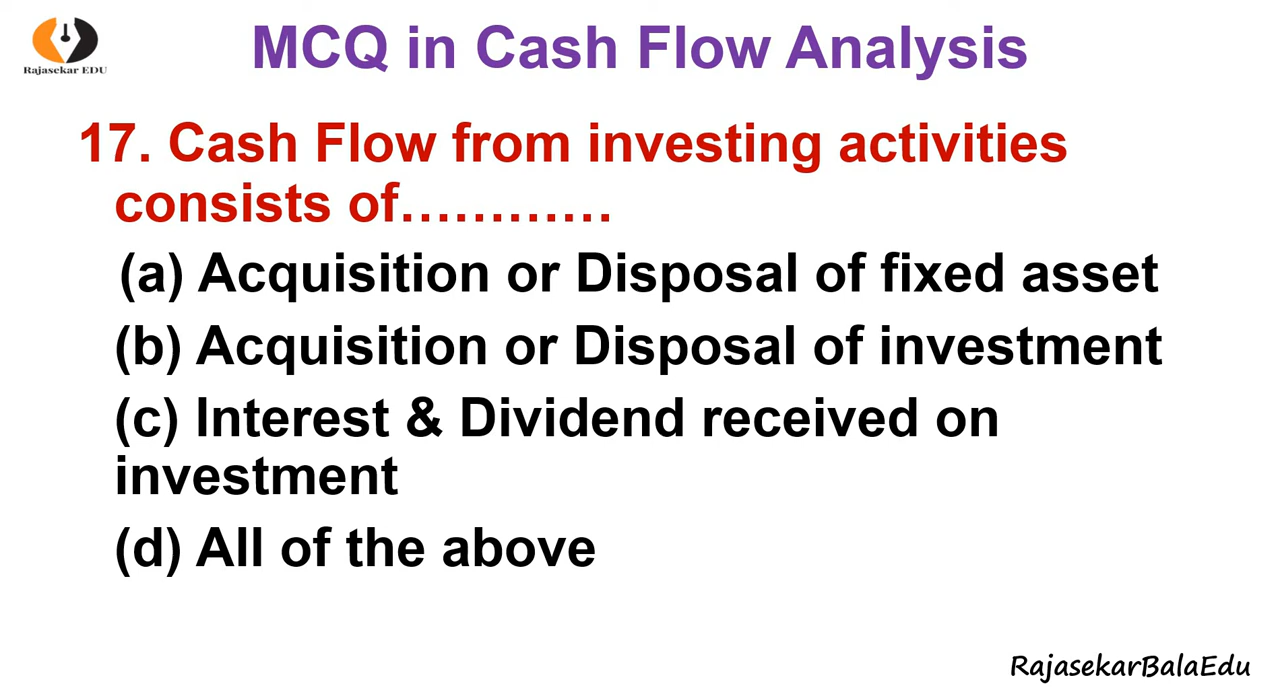 Rajasekar EDU
MCQ in Cash Flow Analysis
17. Cash Flow from investing activities
consists of…………
(a) Acquisition or Disposal of fixed asset
(b) Acquisition or Disposal of investment
(c) Interest & Dividend received on
investment
(d) All of the above
RajasekarBalaEdu